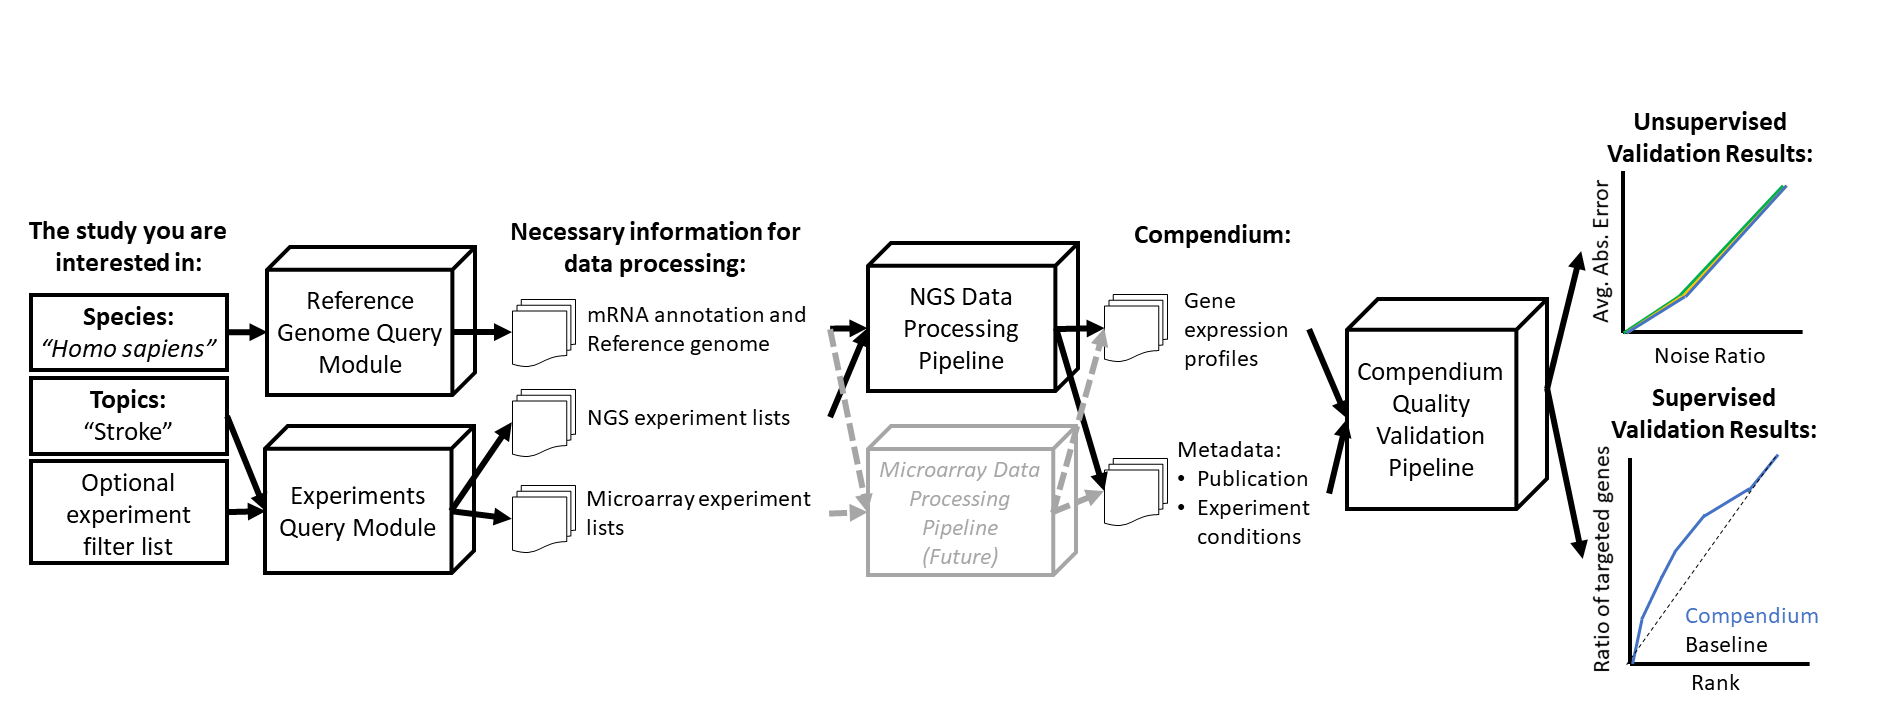 The study you are
interested in:
Species:
“Homo sapiens”
Topics:
“Stroke”
Optional
experiment
filter list
Reference
Genome Query
Module
Experiments
Query Module
Necessary information for
data processing:
mRNA annotation and
Reference genome
NGS experiment lists
Microarray experiment
lists
NGS Data
Processing
Pipeline
Microarray Data
Processing
Pipeline
(Future)
Compendium:
Gene
expression
profiles
Metadata:
• Publication
• Experiment
conditions
Compendium
Quality
Validation
Pipeline
Unsupervised
Validation Results:
Avg. Abs. Error
Noise Ratio
Supervised
Validation Results:
Ratio of targeted genes
Compendium
Baseline
Rank